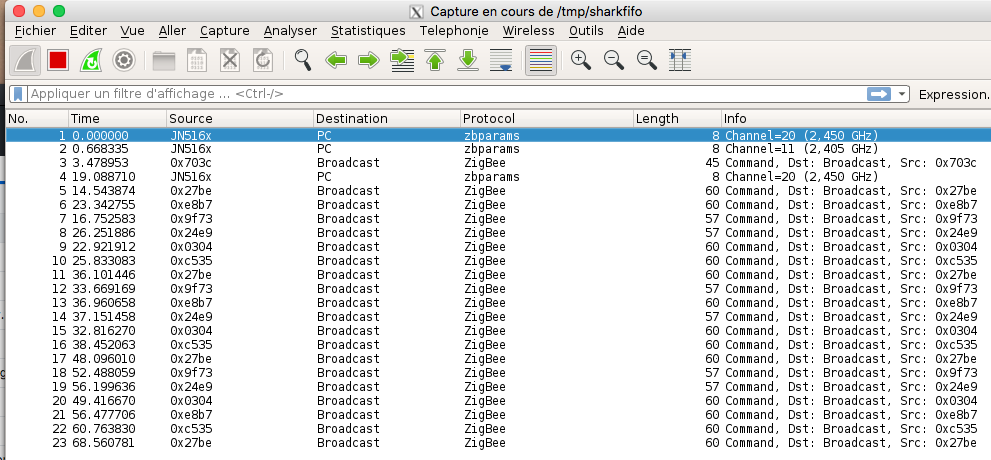 Capture en cours de /tmp/sharkfifo
Fichier Editer Vue Aller Capture Analyser Statistiques Telephonie Wireless Outils Aide
Appliquer un filtre d'affichage ... <Ctrl-/> Expression.
No. Time Source Destination Protocol Length Info
1 0.000000 JN516x PC zbparams 8 Channel=20 (2,450 GHz)
2 0.668335 JN516x PC zbparams 8 Channel=11 (2,405 GHz)
3 3.478953 0x703c Broadcast ZigBee 45 Command, Dst: Broadcast, Src: 0x703c
4 19.088710 JN516x PC zbparams 8 Channel=20 (2,450 GHz)
5 14.543874 0x27be Broadcast ZigBee 60 Command, Dst: Broadcast, Src: 0x27be
6 23.342755 0xe8b7 Broadcast ZigBee 60 Command, Dst: Broadcast, Src: 0xe8b7
7 16.752583 0x9f73 Broadcast ZigBee 57 Command, Dst: Broadcast, Src: 0x9f73
8 26.251886 0x24e9 Broadcast ZigBee 57 Command, Dst: Broadcast, Src: 0x24e9
9 22.921912 0x0304 Broadcast ZigBee 60 Command, Dst: Broadcast, Src: 0x0304
10 25.833083 0xc535 Broadcast ZigBee 60 Command, Dst: Broadcast, Src: 0xc535
11 36.101446 0x27be Broadcast ZigBee 60 Command, Dst: Broadcast, Src: 0x27be
12 33.669169 0x9f73 Broadcast ZigBee 57 Command, Dst: Broadcast, Src: 0x9f73
13 36.960658 0xe8b7 Broadcast ZigBee 60 Command, Dst: Broadcast, Src: 0xe8b7
14 37.151458 0x24e9 Broadcast ZigBee 57 Command, Dst: Broadcast, Src: 0x24e9
15 32.816270 0x0304 Broadcast ZigBee 60 Command, Dst: Broadcast, Src: 0x0304
16 38.452063 0xc535 Broadcast ZigBee 60 Command, Dst: Broadcast, Src: 0xc535
17 48.096010 0x27be Broadcast ZigBee 60 Command, Dst: Broadcast, Src: 0x27be
18 52.488059 0x9f73 Broadcast ZigBee 57 Command, Dst: Broadcast, Src: 0x9f73
19 56.199636 0x24e9 Broadcast ZigBee 57 Command, Dst: Broadcast, Src: 0x24e9
20 49.416670 0x0304 Broadcast ZigBee 60 Command, Dst: Broadcast, Src: 0x0304
21 56.477706 0xe8b7 Broadcast ZigBee 60 Command, Dst: Broadcast, Src: 0xe8b7
22 60.763830 0xc535 Broadcast ZigBee 60 Command, Dst: Broadcast, Src: 0xc535
23 68.560781 0x27be Broadcast ZigBee 60 Command, Dst: Broadcast, Src: 0x27be